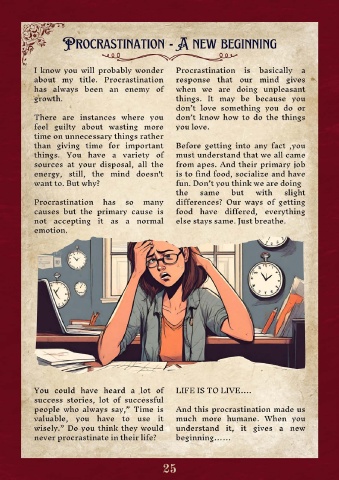 PROCRASTINATION - A NEW BEGINNING
I know you will probably wonder
about my title. Procrastination
has always been an enemy of
growth.
There are instances where you
feel guilty about wasting more
time on unnecessary things rather
than giving time for important
things. You have a variety of
sources at your disposal, all the
energy, still, the mind doesn't
want to. But why?
Procrastination has so many
causes but the primary cause is
not accepting it as a normal
emotion.
Procrastination is basically a
response that our mind gives
when we are doing unpleasant
things. It may be because you
don't love something you do or
don't know how to do the things
you love.
Before getting into any fact ,you
must understand that we all came
from apes. And their primary job
is to find food, socialize and have
fun. Don't you think we are doing
the same but with slight
differences? Our ways of getting
food have differed, everything
else stays same. Just breathe.
You could have heard a lot of
success stories, lot of successful
people who always say," Time is
valuable, you have to use it
wisely." Do you think they would
never procrastinate in their life?
LIFE IS TO LIVE....
And this procrastination made us
much more humane. When you
understand it, it gives a new
beginning......
25